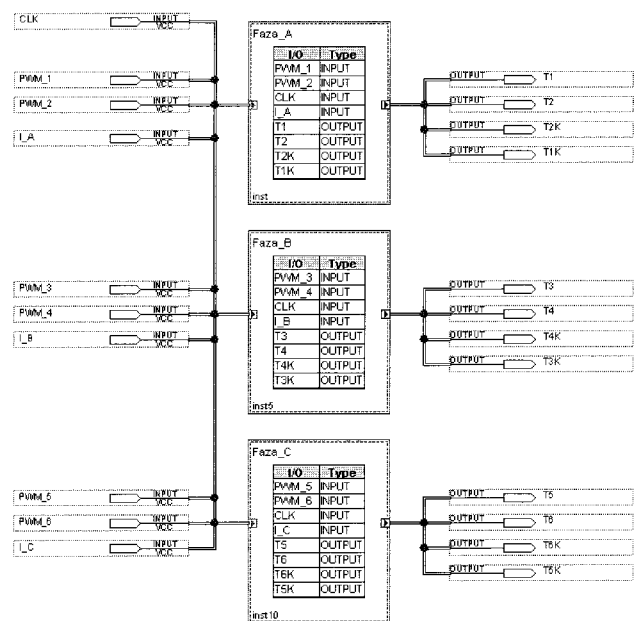 CLK INPUT VCC
PWM_1 INPUT VCC
PWM_2 INPUT VCC
I_A INPUT VCC
Faza_A
I/O Type
PWM_1 INPUT
PWM_2 INPUT
CLK INPUT
I_A INPUT
T1 OUTPUT
T2 OUTPUT
T2K OUTPUT
T1K OUTPUT
inst
OUTPUT T1
OUTPUT T2
OUTPUT T2K
OUTPUT T1K
PWM_3 INPUT VCC
PWM_4 INPUT VCC
I_B INPUT VCC
Faza_B
I/O Type
PWM_3 INPUT
PWM_4 INPUT
CLK INPUT
I_B INPUT
T3 OUTPUT
T4 OUTPUT
T4K OUTPUT
T3K OUTPUT
inst5
OUTPUT T3
OUTPUT T4
OUTPUT T4K
OUTPUT T3K
PWM_5 INPUT VCC
PWM_6 INPUT VCC
I_C INPUT VCC
Faza_C
I/O Type
PWM_5 INPUT
PWM_6 INPUT
CLK INPUT
I_C INPUT
T5 OUTPUT
T6 OUTPUT
T6K OUTPUT
T5K OUTPUT
inst10
OUTPUT T5
OUTPUT T6
OUTPUT T6K
OUTPUT T5K